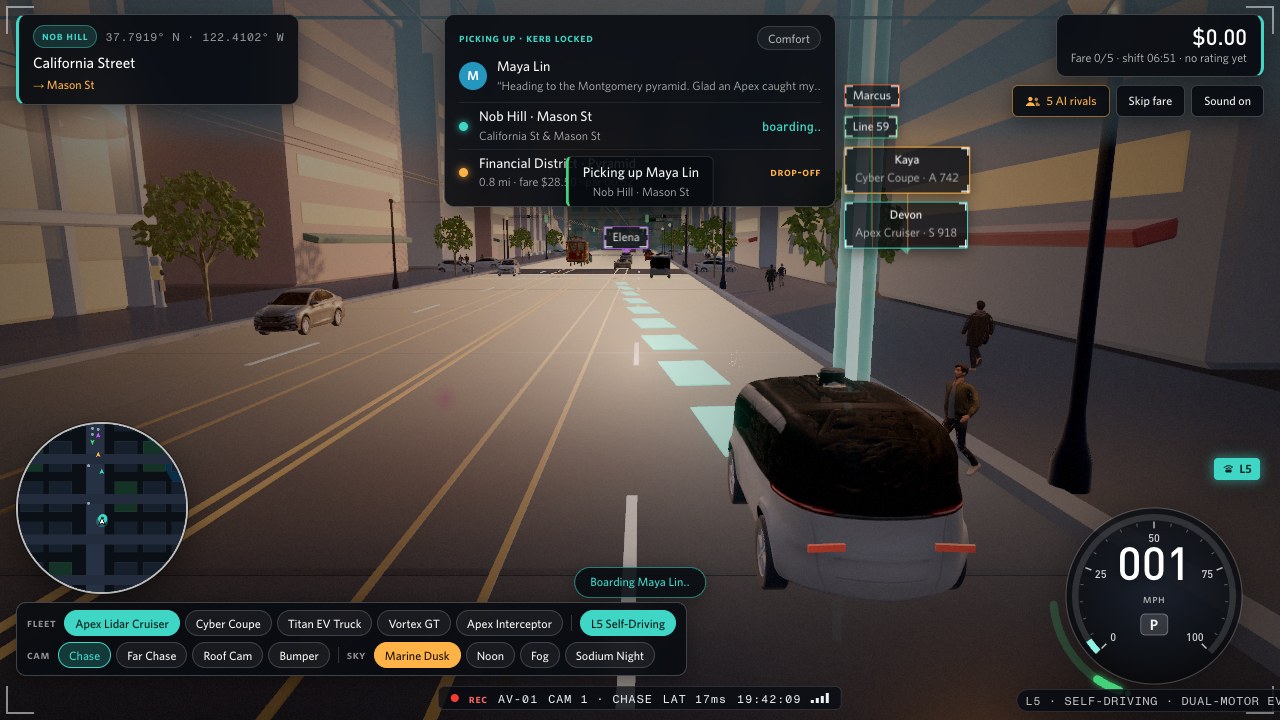 NOB HILL 37.7919° N · 122.4102° W
California Street
→ Mason St
PICKING UP · KERB LOCKED
Comfort
M
Maya Lin
"Heading to the Montgomery pyramid. Glad an Apex caught my..
Nob Hill · Mason St
California St & Mason St
boarding..
Financial District · Pyramid
0.8 mi · fare $28.5
DROP-OFF
Picking up Maya Lin
Nob Hill · Mason St
$0.00
Fare 0/5 · shift 06:51 · no rating yet
5 AI rivals
Skip fare
Sound on
Marcus
Line 59
Kaya
Cyber Coupe · A 742
Devon
Apex Cruiser · S 918
Elena
L5
Boarding Maya Lin..
FLEET Apex Lidar Cruiser Cyber Coupe Titan EV Truck Vortex GT Apex Interceptor L5 Self-Driving
CAM Chase Far Chase Roof Cam Bumper SKY Marine Dusk Noon Fog Sodium Night
REC AV-01 CAM 1 · CHASE LAT 17ms 19:42:09
50
25 001 75
MPH
P
0 100
L5 · SELF-DRIVING · DUAL-MOTOR EV